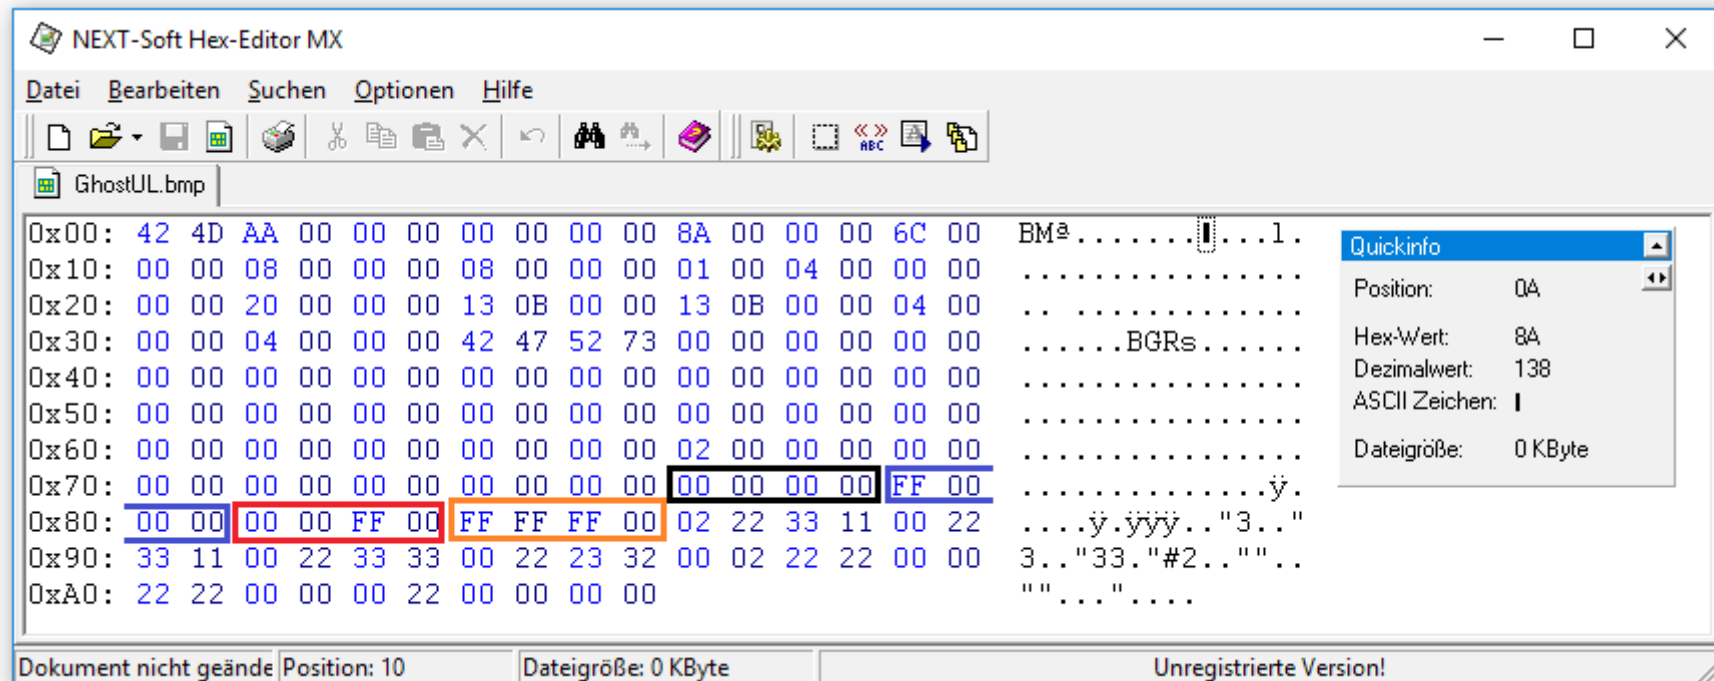 NEXT-Soft Hex-Editor MX
Datei Bearbeiten Suchen Optionen Hilfe
ABC
GhostUL.bmp
0x00: 42 4D AA 00 00 00 00 00 00 00 8A 00 00 00 6C 00 BMª.......▌...l.
0x10: 00 00 08 00 00 00 08 00 00 00 01 00 04 00 00 00 ................
0x20: 00 00 20 00 00 00 13 0B 00 00 13 0B 00 00 04 00 .. .............
0x30: 00 00 04 00 00 00 42 47 52 73 00 00 00 00 00 00 ......BGRs......
0x40: 00 00 00 00 00 00 00 00 00 00 00 00 00 00 00 00 ................
0x50: 00 00 00 00 00 00 00 00 00 00 00 00 00 00 00 00 ................
0x60: 00 00 00 00 00 00 00 00 00 00 02 00 00 00 00 00 ................
0x70: 00 00 00 00 00 00 00 00 00 00 00 00 00 00 FF 00 ..............ÿ.
0x80: 00 00 00 00 FF 00 FF FF FF 00 02 22 33 11 00 22 ....ÿ.ÿÿÿ.."3.."
0x90: 33 11 00 22 33 33 00 22 23 32 00 02 22 22 00 00 3.."33."#2..""..
0xA0: 22 22 00 00 00 22 00 00 00 00 ""..."....
Quickinfo
Position: 0A
Hex-Wert: 8A
Dezimalwert: 138
ASCII Zeichen: ▌
Dateigröße: 0 KByte
Dokument nicht geände Position: 10 Dateigröße: 0 KByte Unregistrierte Version!